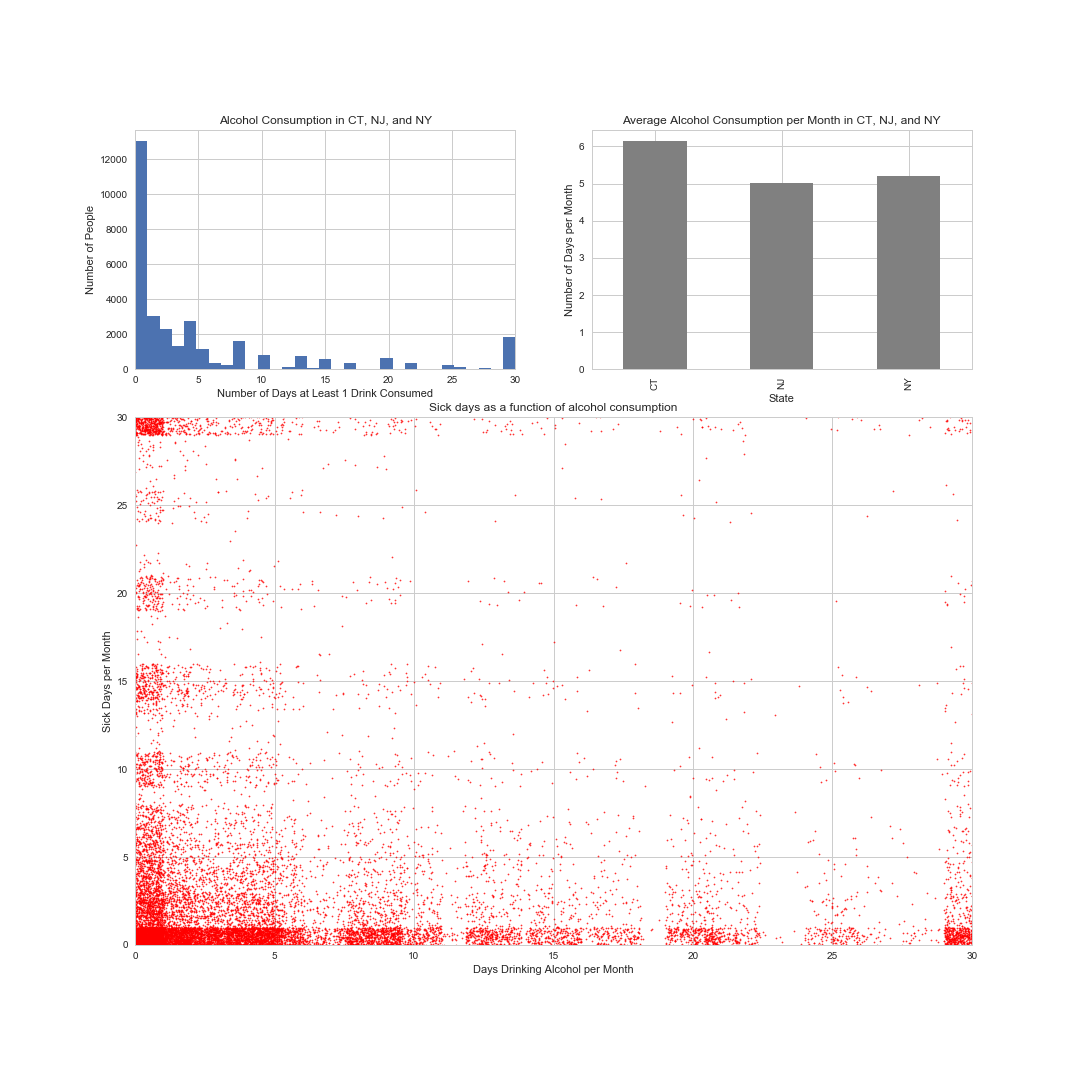 Alcohol Consumption in CT, NJ, and NY
Number of People
12000
10000
8000
6000
4000
2000
0
0 5 10 15 20 25 30
Number of Days at Least 1 Drink Consumed
Average Alcohol Consumption per Month in CT, NJ, and NY
Number of Days per Month
6
5
4
3
2
1
0
CT NJ NY
State
Sick days as a function of alcohol consumption
Sick Days per Month
30
25
20
15
10
5
0
0 5 10 15 20 25 30
Days Drinking Alcohol per Month